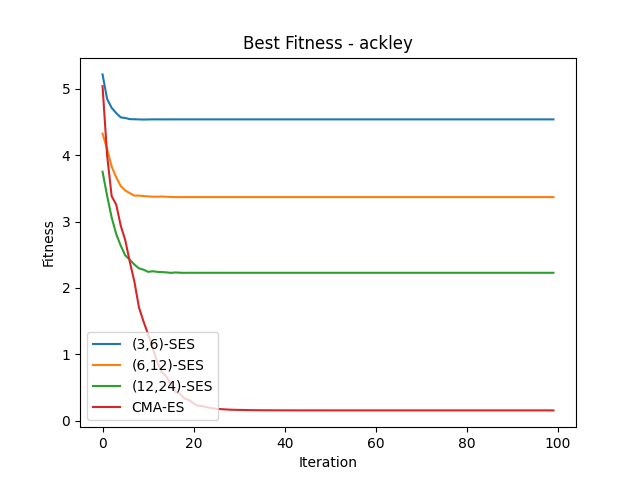 Best Fitness - ackley
Fitness
5
4
3
2
1
0
(3,6)-SES
(6,12)-SES
(12,24)-SES
CMA-ES
0 20 40 60 80 100
Iteration